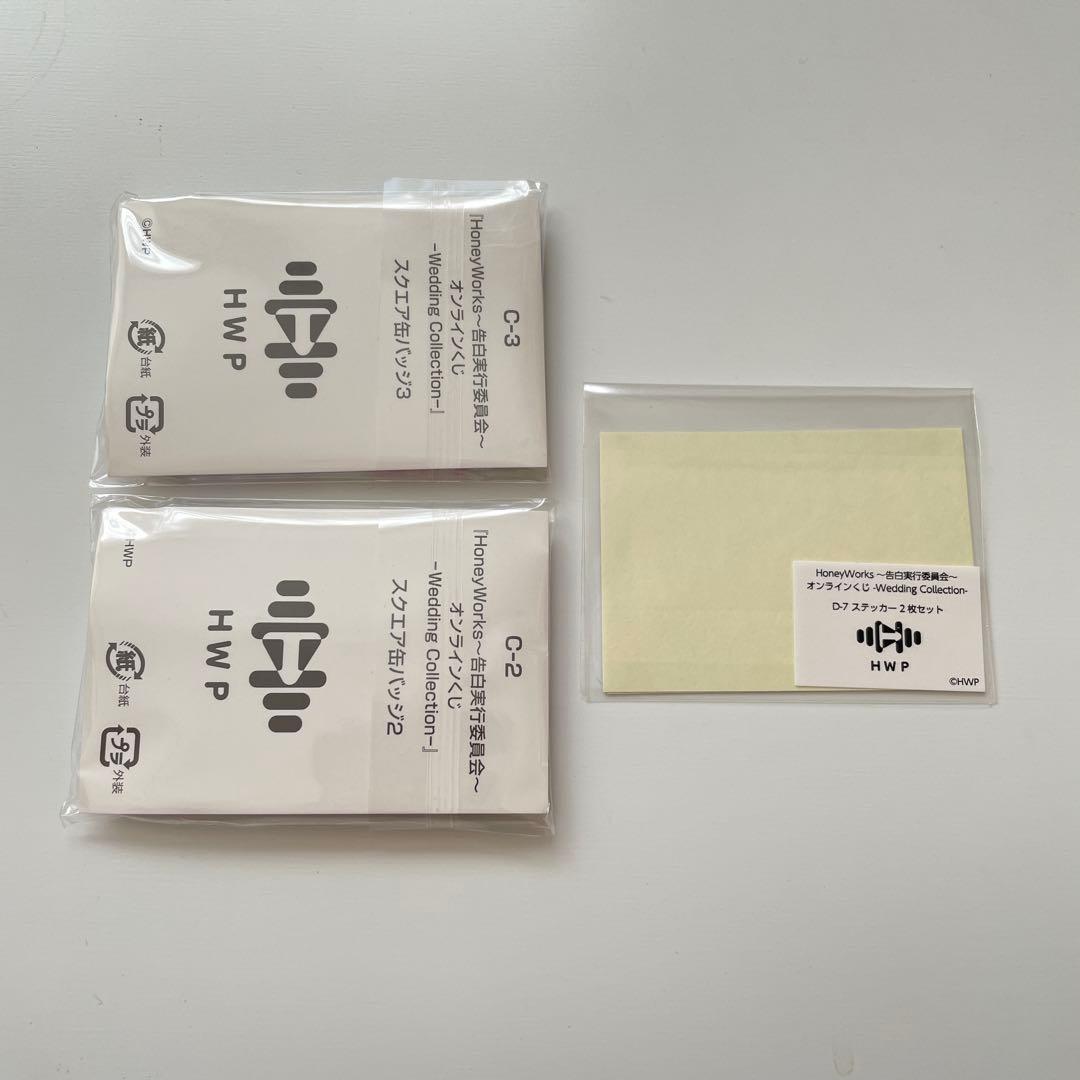 C-3
『HoneyWorks～告白実行委員会～
オンラインくじ
-Wedding Collection-』
スクエア缶バッジ3
HWP
©HWP
紙
台紙
プラ
外装
C-2
『HoneyWorks～告白実行委員会～
オンラインくじ
-Wedding Collection-』
スクエア缶バッジ2
HWP
©HWP
紙
台紙
プラ
外装
HoneyWorks ～告白実行委員会～
オンラインくじ -Wedding Collection-
D-7 ステッカー2枚セット
HWP
©HWP